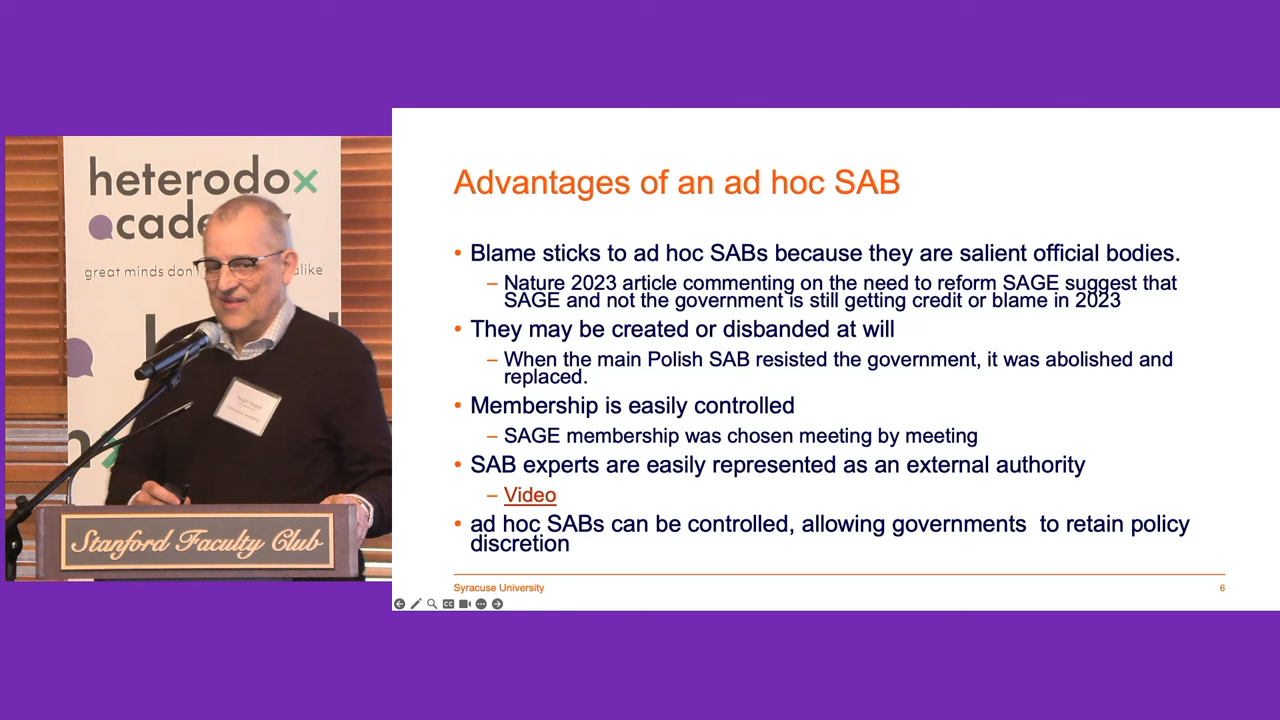 heterodox
acade
great minds don
alike
Stanford Faculty Club
Advantages of an ad hoc SAB
• Blame sticks to ad hoc SABs because they are salient official bodies.
– Nature 2023 article commenting on the need to reform SAGE suggest that
SAGE and not the government is still getting credit or blame in 2023
• They may be created or disbanded at will
– When the main Polish SAB resisted the government, it was abolished and
replaced.
• Membership is easily controlled
– SAGE membership was chosen meeting by meeting
• SAB experts are easily represented as an external authority
– Video
• ad hoc SABs can be controlled, allowing governments to retain policy
discretion
Syracuse University
6
CC